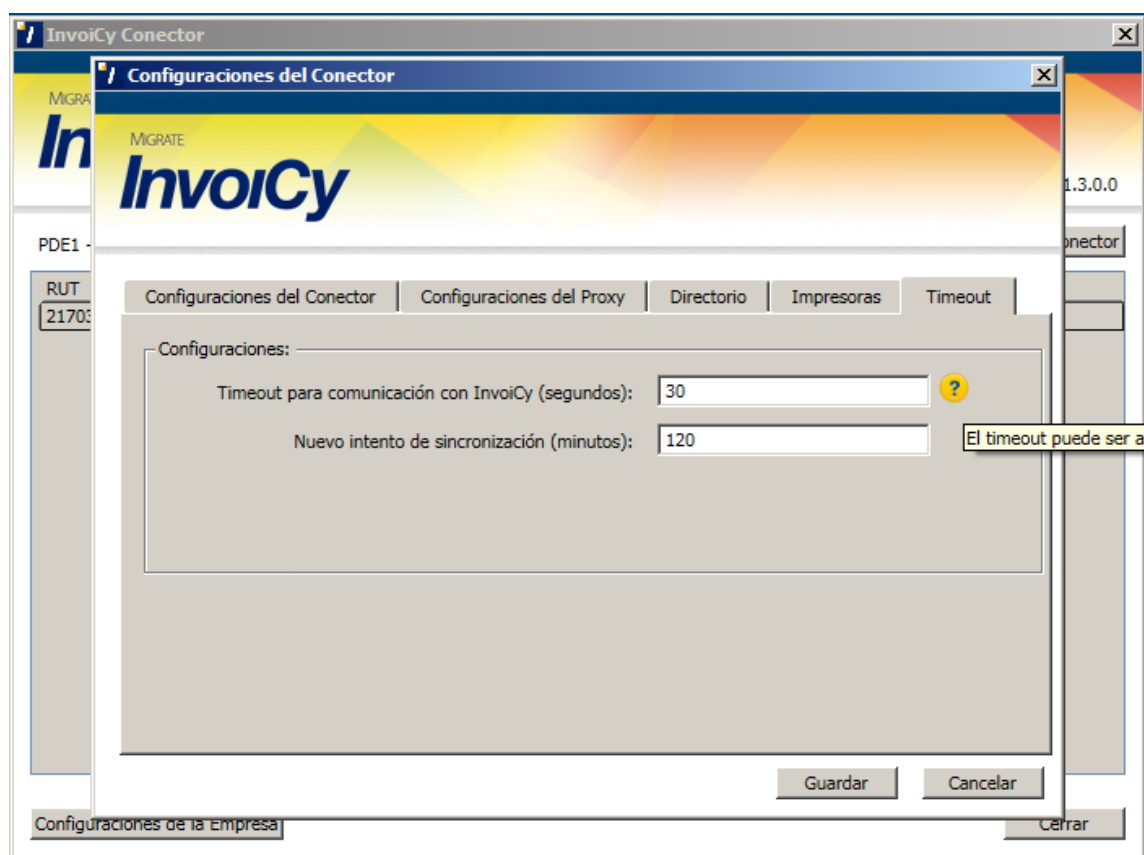 InvoiCy Conector
Configuraciones del Conector
MIGRATE
InvoiCy
1.3.0.0
PDE1 -
RUT
21703
Configuraciones del Conector
Configuraciones del Proxy
Directorio
Impresoras
Timeout
Configuraciones:
Timeout para comunicación con InvoiCy (segundos):
30
?
Nuevo intento de sincronización (minutos):
120
El timeout puede ser a
Guardar
Cancelar
Configuraciones de la Empresa
Cerrar